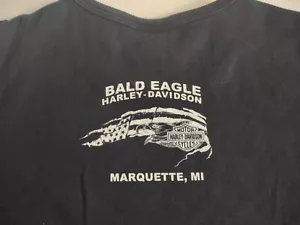 BALD EAGLE
HARLEY-DAVIDSON
MOTOR
HARLEY-DAVIDSON
CYCLES
MARQUETTE, MI